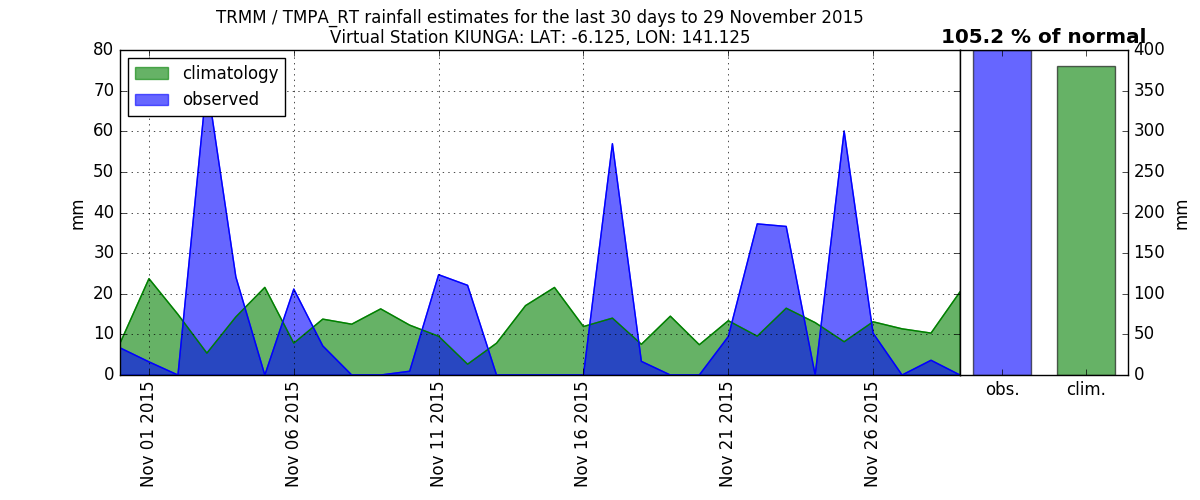 TRMM / TMPA_RT rainfall estimates for the last 30 days to 29 November 2015
Virtual Station KIUNGA: LAT: -6.125, LON: 141.125
105.2 % of normal
climatology
observed
80
70
60
50
40
30
20
10
0
mm
Nov 01 2015
Nov 06 2015
Nov 11 2015
Nov 16 2015
Nov 21 2015
Nov 26 2015
obs.
clim.
400
350
300
250
200
150
100
50
0
mm